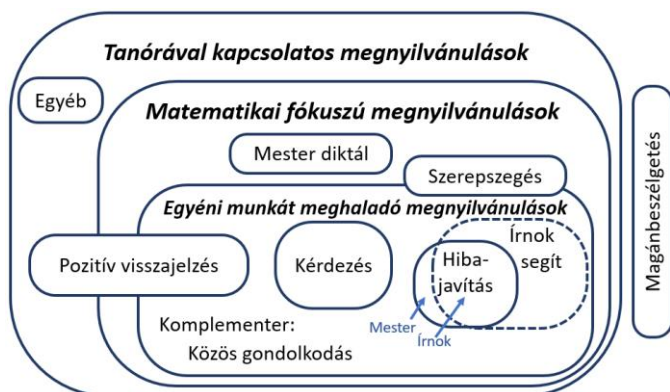 Tanórával kapcsolatos megnyilvánulások
Egyéb
Matematikai fókuszú megnyilvánulások
Mester diktál
Szerepszegés
Egyéni munkát meghaladó megnyilvánulások
Pozitív visszajelzés
Kérdezés
Hiba-
javítás
Írnok
segít
Mester
Írnok
Komplementer:
Közös gondolkodás
Magánbeszélgetés